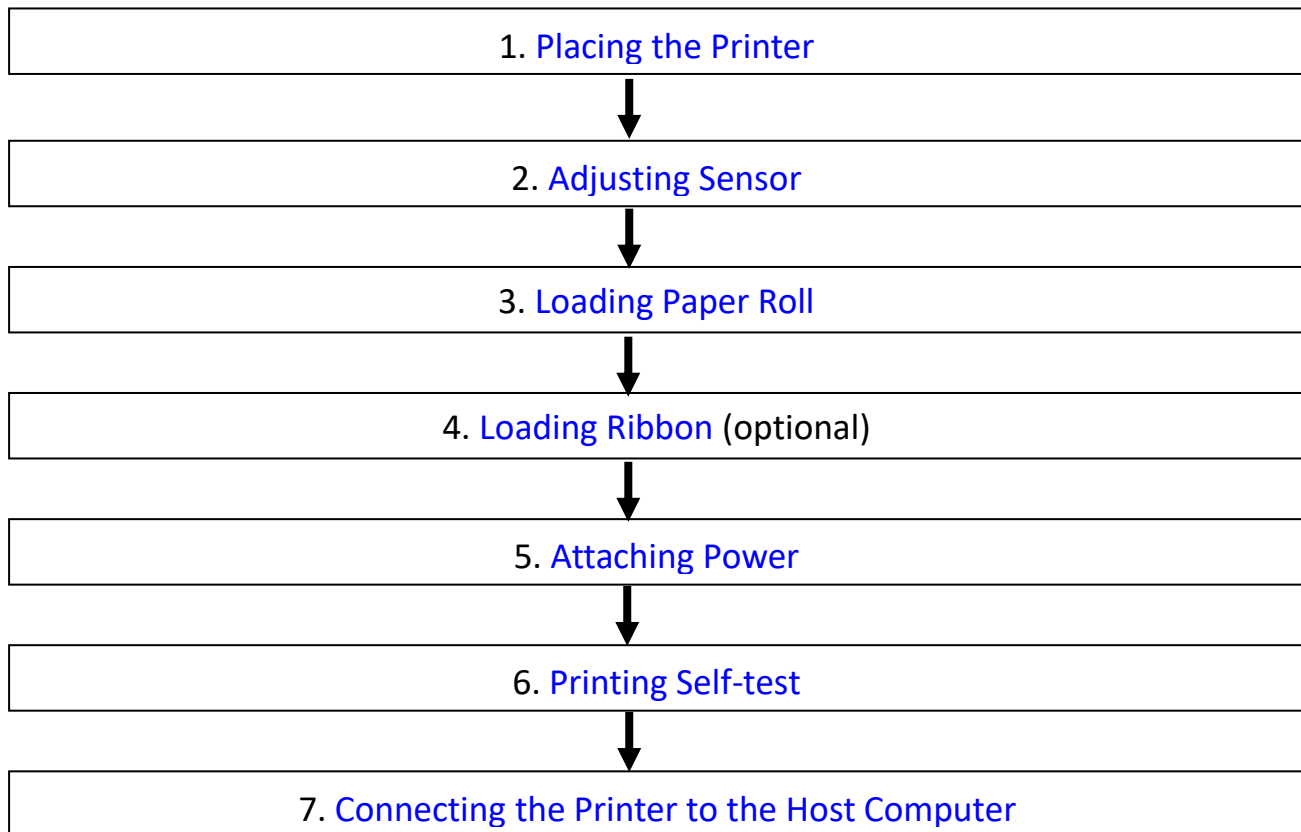 1. Placing the Printer
2. Adjusting Sensor
3. Loading Paper Roll
4. Loading Ribbon (optional)
5. Attaching Power
6. Printing Self-test
7. Connecting the Printer to the Host Computer